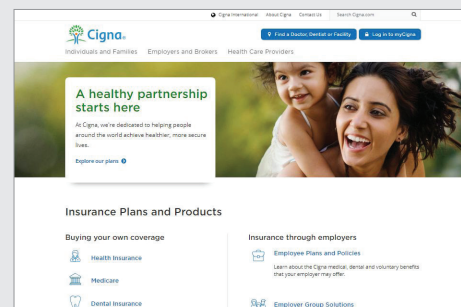 Cigna International About Cigna Contact Us Search Cigna.com
Cigna®
Find a Doctor, Dentist or Facility Log in to myCigna
Individuals and Families Employers and Brokers Health Care Providers
A healthy partnership
starts here
At Cigna, we're dedicated to helping people
around the world achieve healthier, more secure
lives.
Explore our plans
Insurance Plans and Products
Buying your own coverage
Health Insurance
Medicare
Dental Insurance
Insurance through employers
Employee Plans and Policies
Learn about the Cigna medical, dental and voluntary benefits
that your employer may offer.
Employer Group Solutions